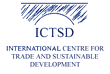 ICTSD
INTERNATIONAL CENTRE FOR
TRADE AND SUSTAINABLE
DEVELOPMENT